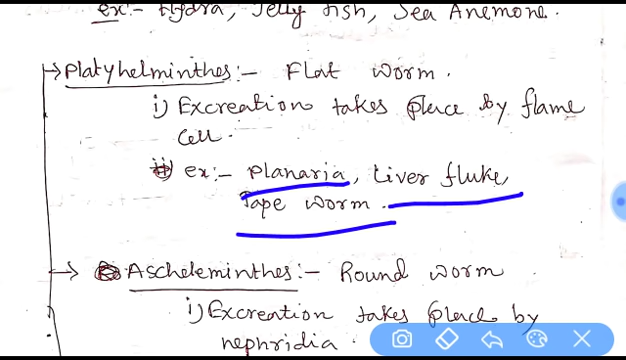 ex:- Hydra, Jelly fish, Sea Anemone.
→ Platyhelminthes:- Flat worm.
i) Excreation takes place by flame
cell.
ii) ex:- Planaria, Liver fluke,
Tape worm.
→ Ascheleminthes:- Round worm
i) Excreation takes place by
nephridia.